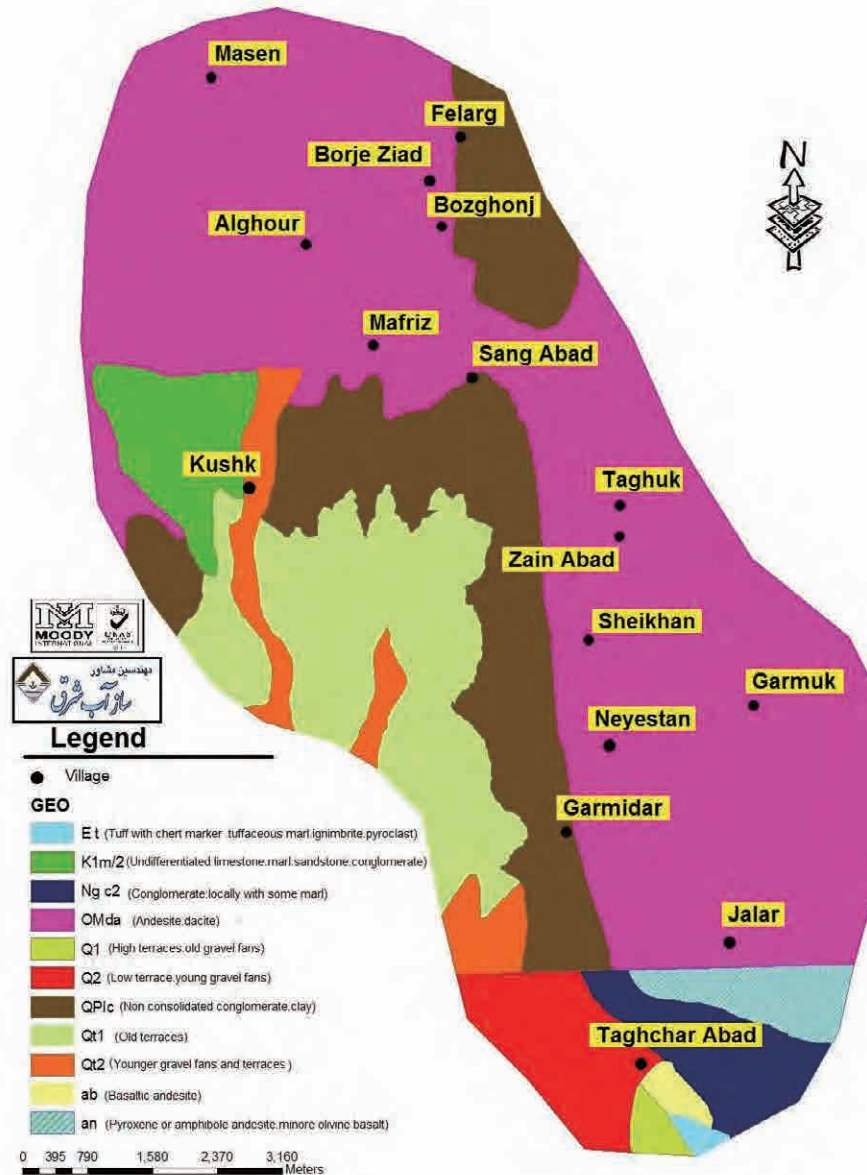 Masen
Felarg
Borje Ziad
N
Bozghonj
Alghour
Mafriz
Sang Abad
Kushk
Taghuk
Zain Abad
MOODY
INTERNATIONAL
Sheikhan
مهندسین مشاور
ساز آب شرق
Garmuk
Neyestan
Legend
Village
Garmidar
GEO
Et (Tuff with chert marker.tuffaceous marl.ignimbrite.pyroclast)
K1m/2 (Undifferentiated limestone.marl.sandstone.conglomerate)
Ng c2 (Conglomerate.locally with some marl)
OMda (Andesite.dacite)
Jalar
Q1 (High terraces.old gravel fans)
Q2 (Low terrace.young gravel fans)
QPlc (Non consolidated conglomerate.clay)
Taghchar Abad
Qt1 (Old terraces)
Qt2 (Younger gravel fans and terraces)
ab (Basaltic andesite)
an (Pyroxene or amphibole andesite.minore olivine basalt)
0 395 790 1,580 2,370 3,160
Meters